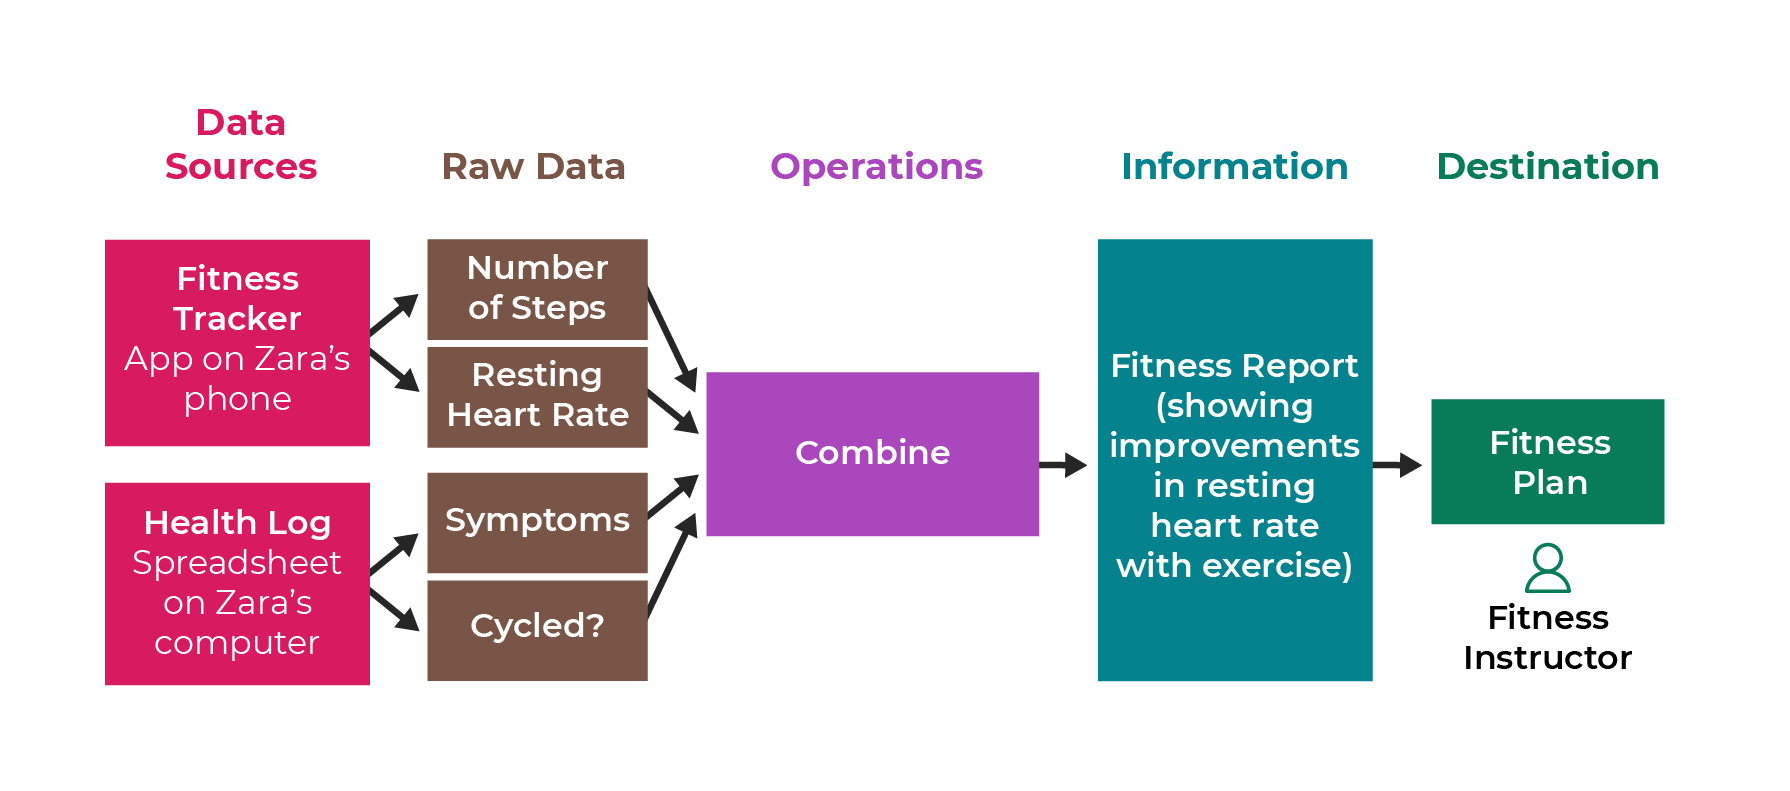 Data
Sources
Raw Data
Operations
Information
Destination
Fitness
Tracker
App on Zara's
phone
Health Log
Spreadsheet
on Zara's
computer
Number
of Steps
Resting
Heart Rate
Symptoms
Cycled?
Combine
Fitness Report
(showing
improvements
in resting
heart rate
with exercise)
Fitness
Plan
Fitness
Instructor